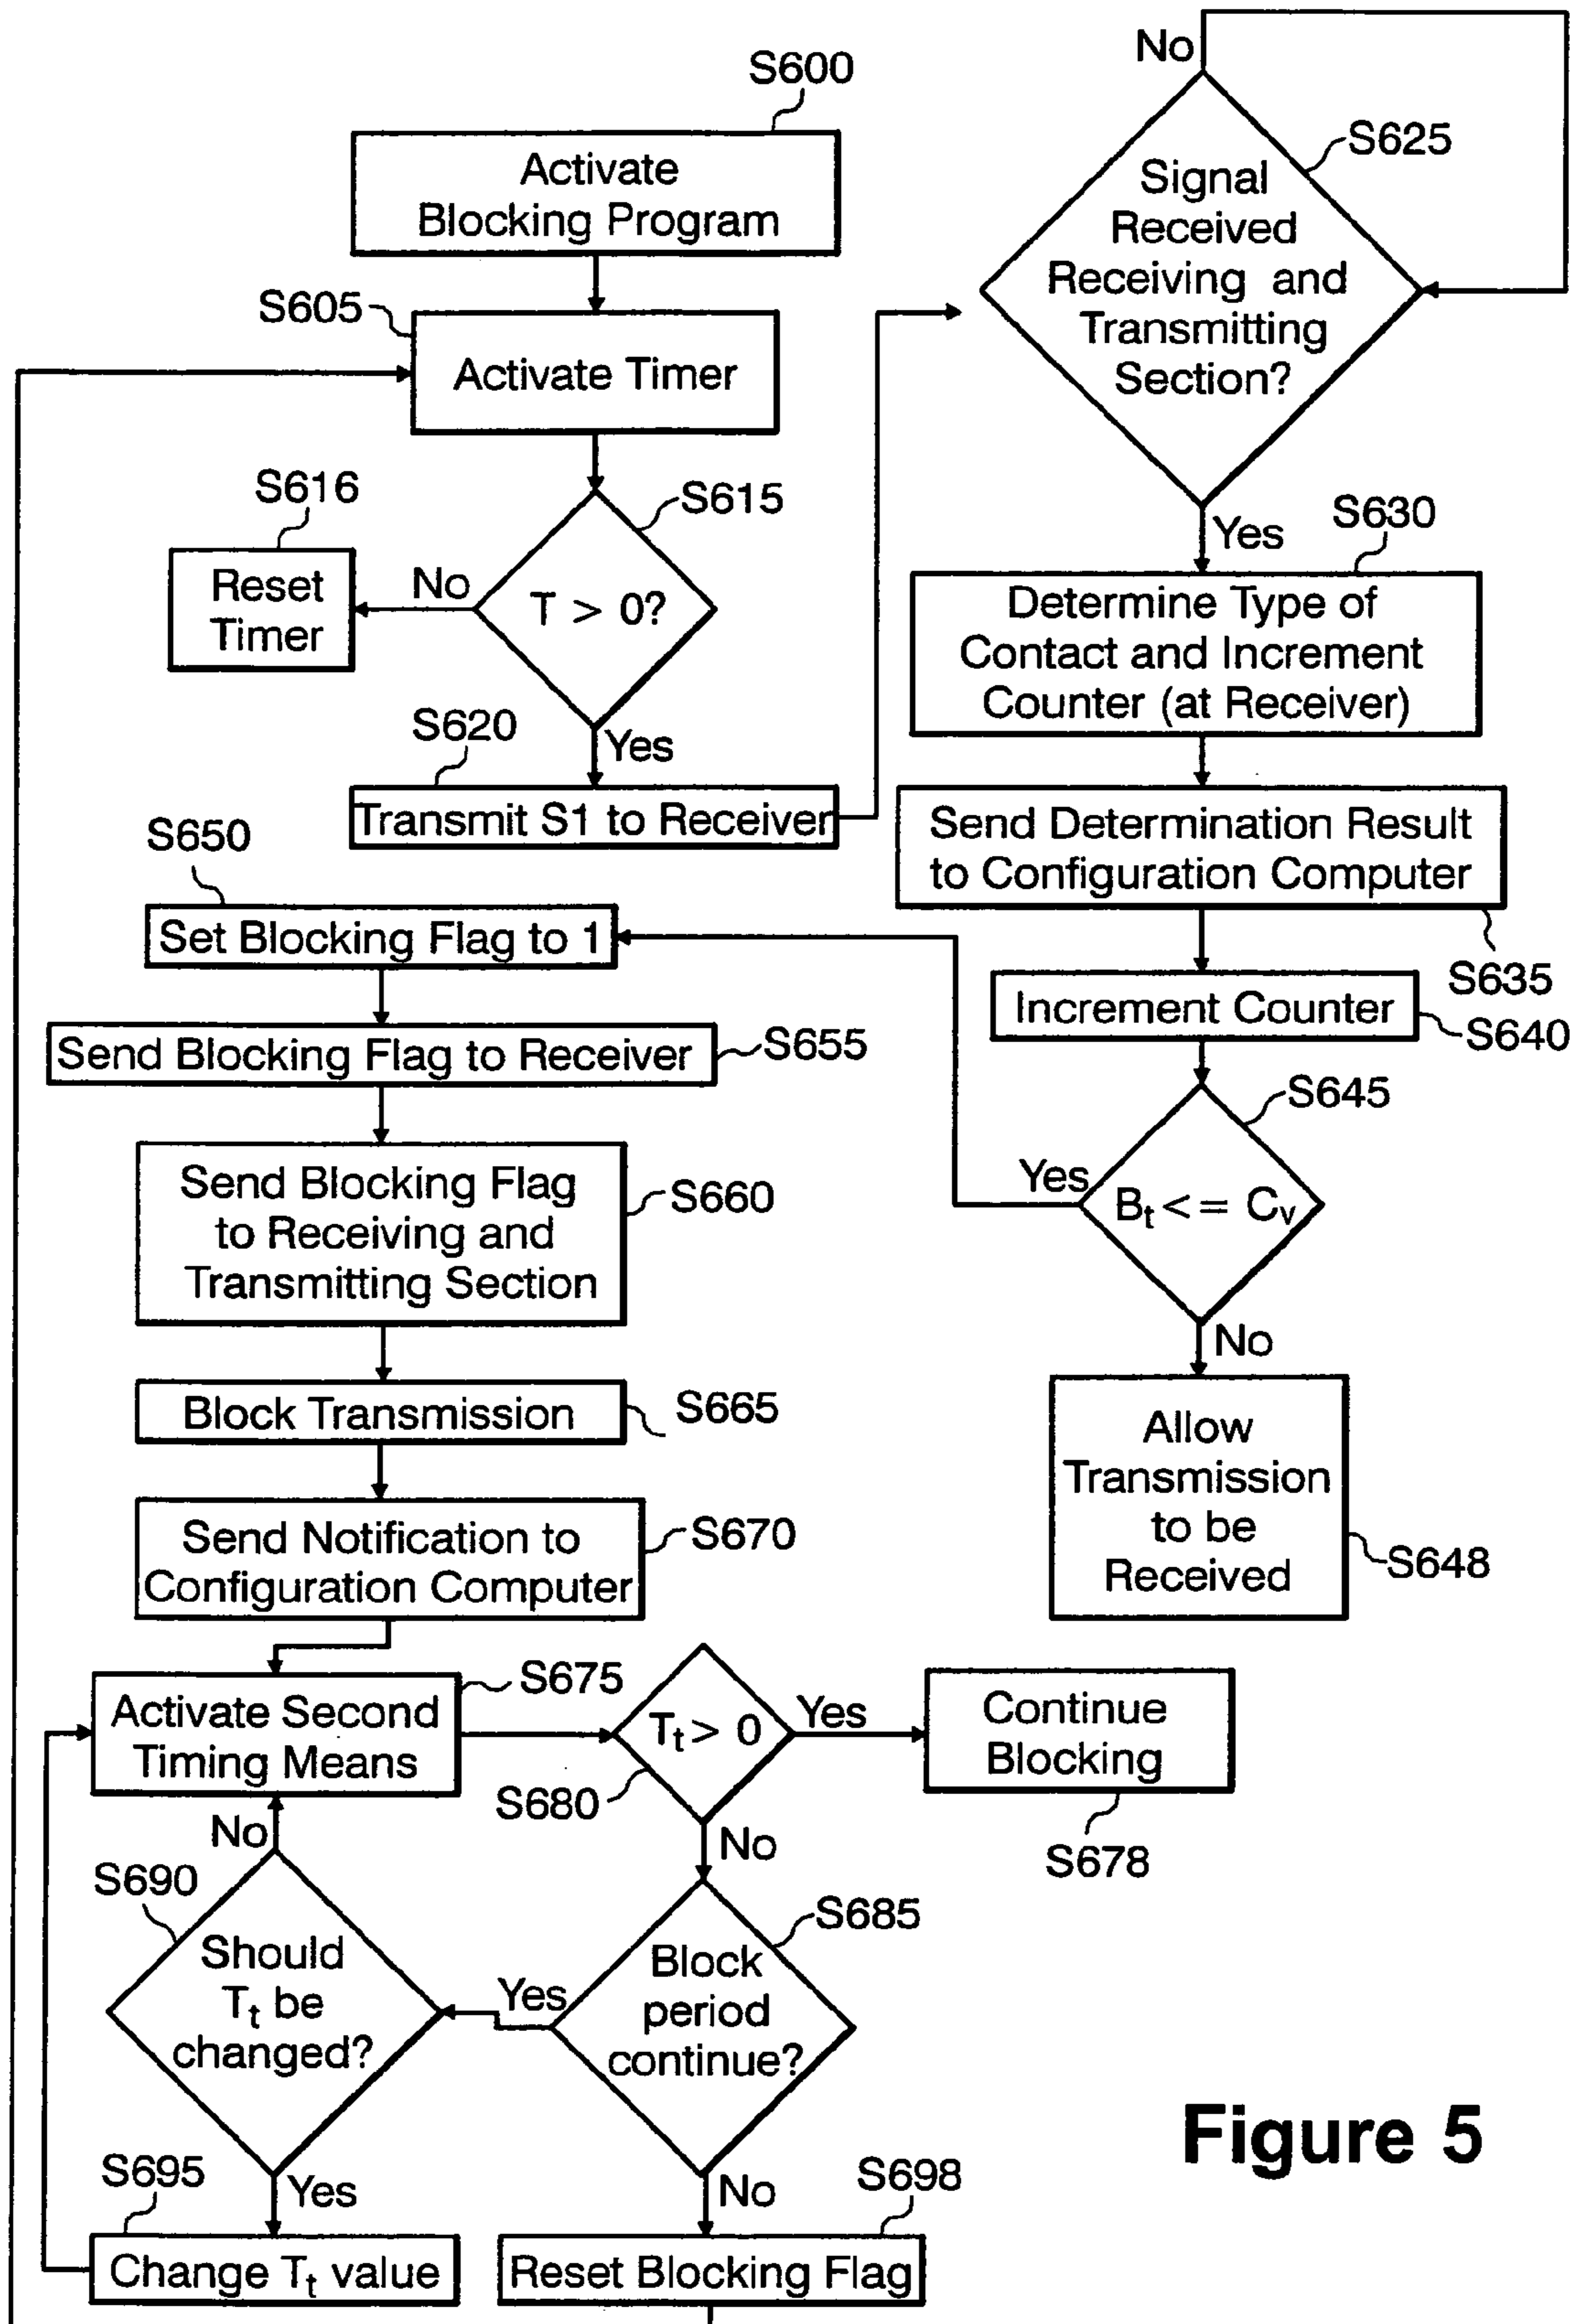 S600
Activate
Blocking Program
S605
Activate Timer
S616
Reset
Timer
No
S615
T > 0?
Yes
S620
Transmit S1 to Receiver
No
S625
Signal
Received
Receiving and
Transmitting
Section?
Yes
S630
Determine Type of
Contact and Increment
Counter (at Receiver)
Send Determination Result
to Configuration Computer
S635
Increment Counter
S640
S645
Bt <= Cv
Yes
No
Allow
Transmission
to be
Received
S648
S650
Set Blocking Flag to 1
Send Blocking Flag to Receiver
S655
Send Blocking Flag
to Receiving and
Transmitting Section
S660
Block Transmission
S665
Send Notification to
Configuration Computer
S670
Activate Second
Timing Means
S675
Tt > 0
S680
Yes
Continue
Blocking
S678
No
S685
Block
period
continue?
Yes
No
S690
Should
Tt be
changed?
No
Yes
S695
Change Tt value
S698
Reset Blocking Flag
Figure 5